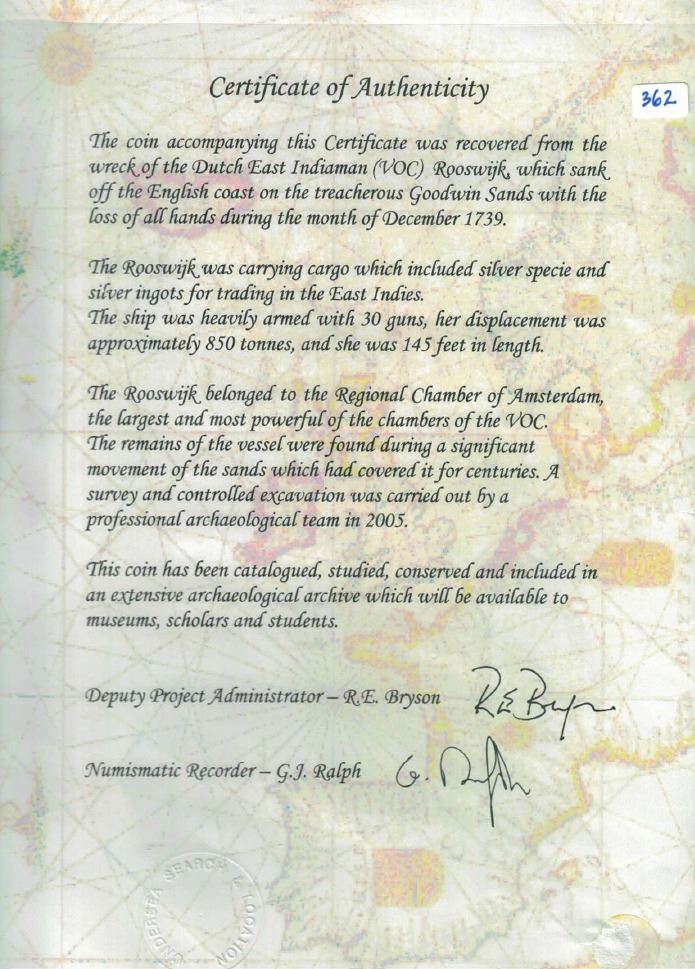 Certificate of Authenticity
362
The coin accompanying this Certificate was recovered from the
wreck of the Dutch East Indiaman (VOC) Rooswijk, which sank
off the English coast on the treacherous Goodwin Sands with the
loss of all hands during the month of December 1739.
The Rooswijk was carrying cargo which included silver specie and
silver ingots for trading in the East Indies.
The ship was heavily armed with 30 guns, her displacement was
approximately 850 tonnes, and she was 145 feet in length.
The Rooswijk belonged to the Regional Chamber of Amsterdam,
the largest and most powerful of the chambers of the VOC.
The remains of the vessel were found during a significant
movement of the sands which had covered it for centuries. A
survey and controlled excavation was carried out by a
professional archaeological team in 2005.
This coin has been catalogued, studied, conserved and included in
an extensive archaeological archive which will be available to
museums, scholars and students.
Deputy Project Administrator – R.E. Bryson
R E Bryson
Numismatic Recorder – G.J. Ralph
G. Ralph
UNDERSEA SEARCH & LOCATION